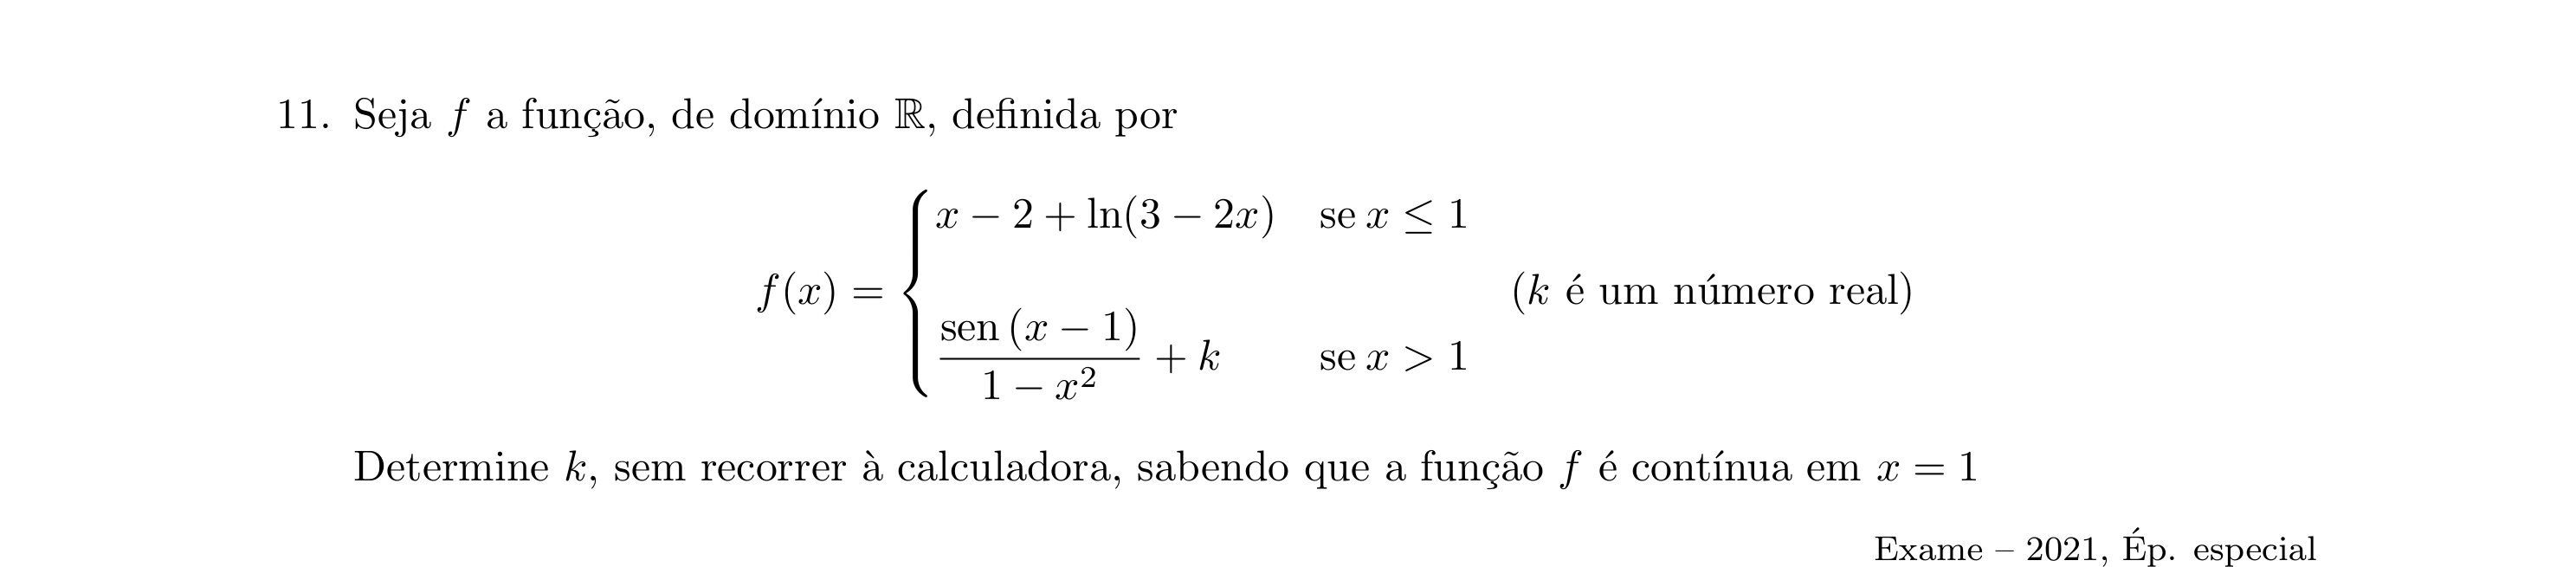 11. Seja f a função, de domínio ℝ, definida por
f(x) = { x − 2 + ln(3 − 2x) se x ≤ 1
sen (x − 1) / 1 − x² + k se x > 1
(k é um número real)
Determine k, sem recorrer à calculadora, sabendo que a função f é contínua em x = 1
Exame – 2021, Ép. especial